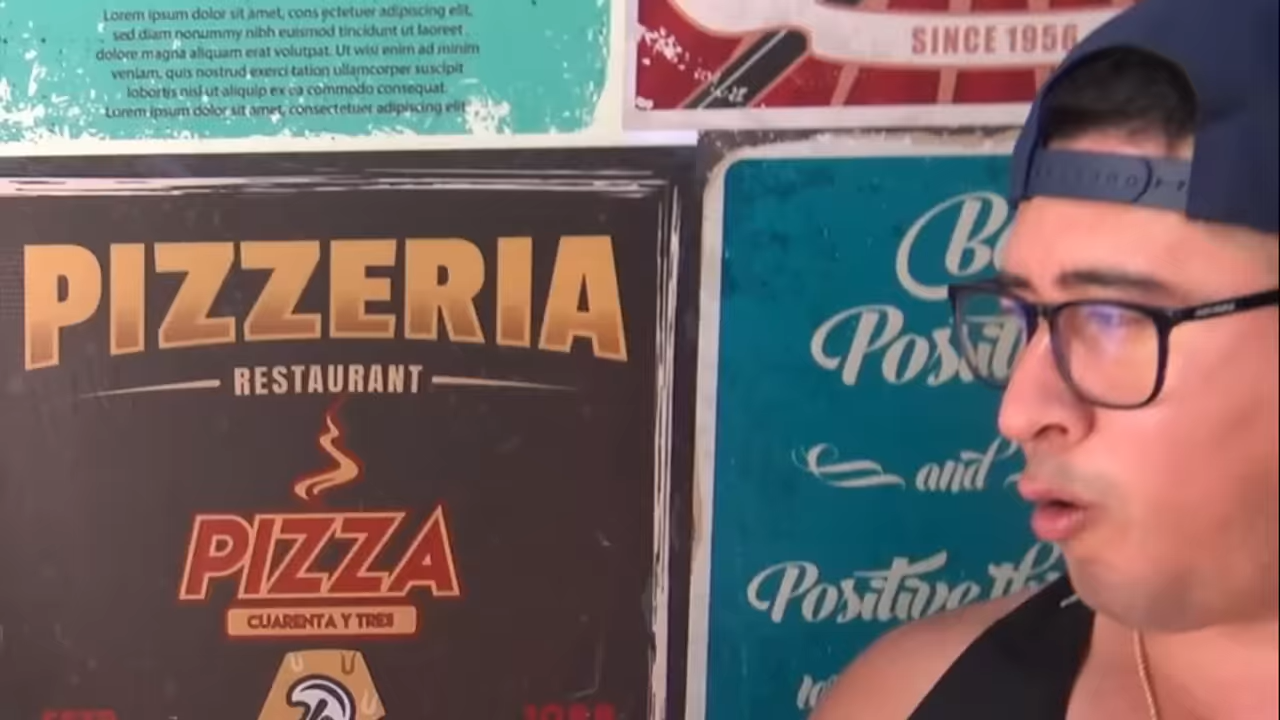 Lorem ipsum dolor sit amet, cons ectetuer adipiscing elit,
sed diam nonummy nibh euismod tincidunt ut laoreet
dolore magna aliquam erat volutpat. Ut wisi enim ad minim
veniam, quis nostrud exerci tation ullamcorper suscipit
lobortis nisl ut aliquip ex ea commodo consequat.
Lorem ipsum dolor sit amet, consectetuer adipiscing elit
SINCE 1956
PIZZERIA
RESTAURANT
PIZZA
CUARENTA Y TRES
Be
Positive
and
Positive